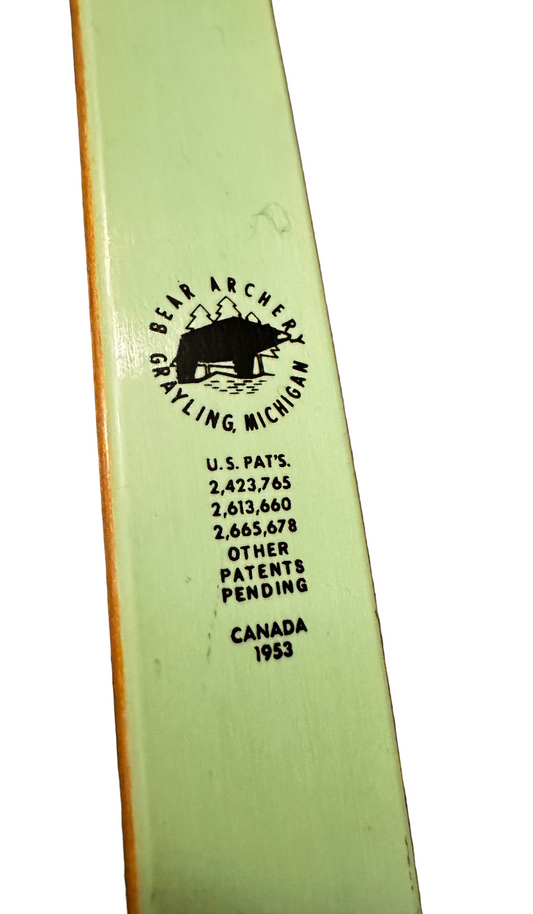 BEAR ARCHERY
GRAYLING, MICHIGAN
U.S. PAT'S.
2,423,765
2,613,660
2,665,678
OTHER
PATENTS
PENDING
CANADA
1953